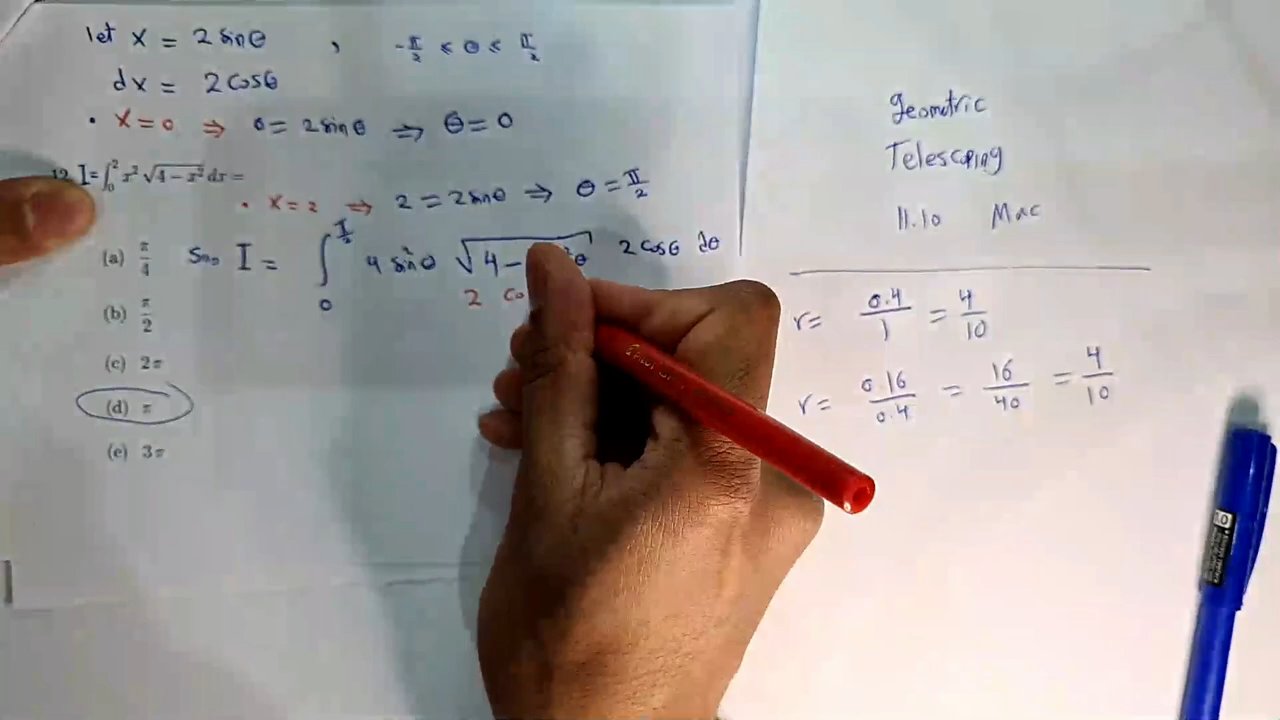 let x = 2 sinθ , -π/2 ≤ θ ≤ π/2
dx = 2 cosθ
• x=0 ⇒ 0 = 2 sinθ ⇒ θ = 0
12. I = ∫₀² x² √(4 − x²) dx =
• x=2 ⇒ 2 = 2 sinθ ⇒ θ = π/2
I = ∫₀^{π/2} 4 sin²θ √4 − ²θ 2 cosθ dθ
2 co
(a) π/4
(b) π/2
(c) 2π
(d) π
(e) 3π
Geometric
Telescoping
11.10 Mac
r = 0.4/1 = 4/10
r = 0.16/0.4 = 16/40 = 4/10